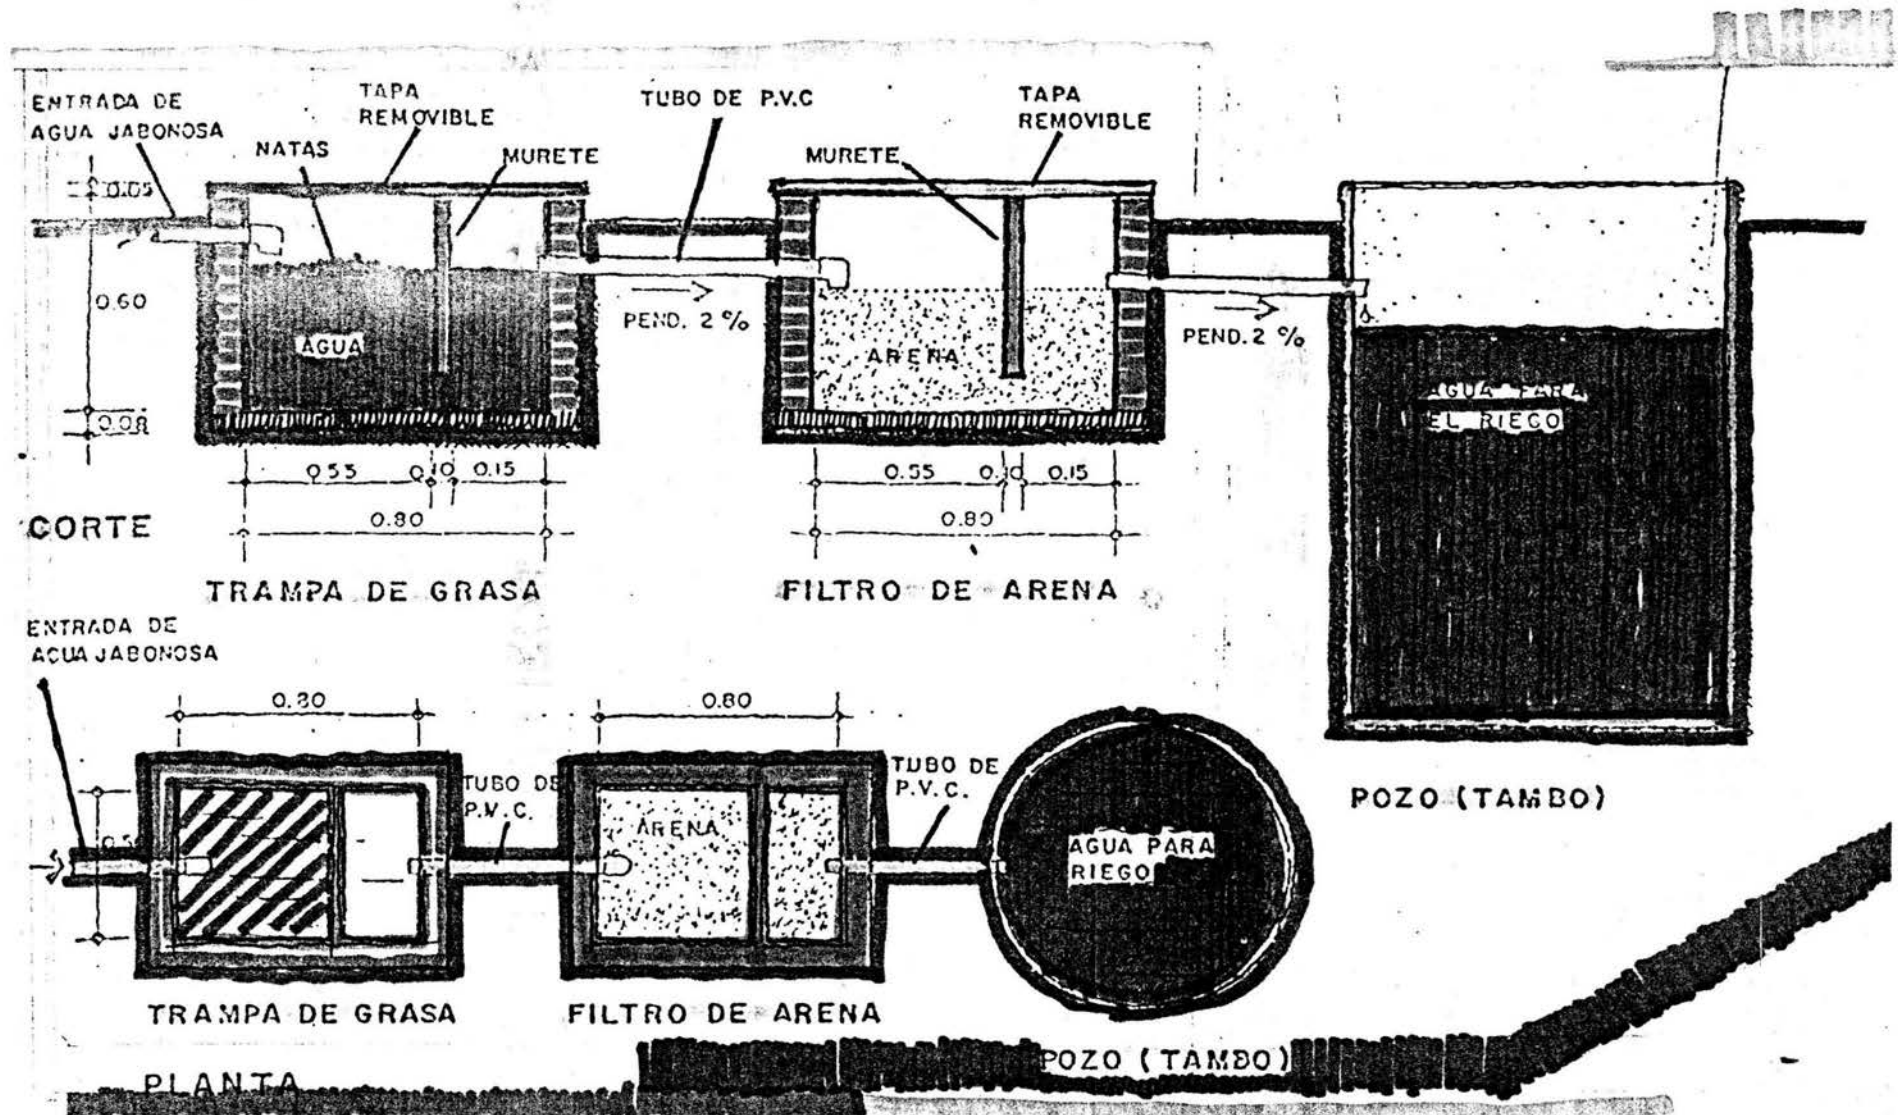 ENTRADA DE
AGUA JABONOSA
TAPA
REMOVIBLE
NATAS
MURETE
TUBO DE P.V.C
MURETE
TAPA
REMOVIBLE
0.05
0.60
0.08
AGUA
PEND. 2 %
ARENA
PEND. 2 %
AGUA PARA
EL RIEGO
0.55 0.10 0.15
0.80
0.55 0.10 0.15
0.80
CORTE
TRAMPA DE GRASA
FILTRO DE ARENA
POZO (TAMBO)
ENTRADA DE
AGUA JABONOSA
0.80
0.80
TUBO DE
P.V.C.
ARENA
TUBO DE
P.V.C.
AGUA PARA
RIEGO
TRAMPA DE GRASA
FILTRO DE ARENA
POZO (TAMBO)
PLANTA